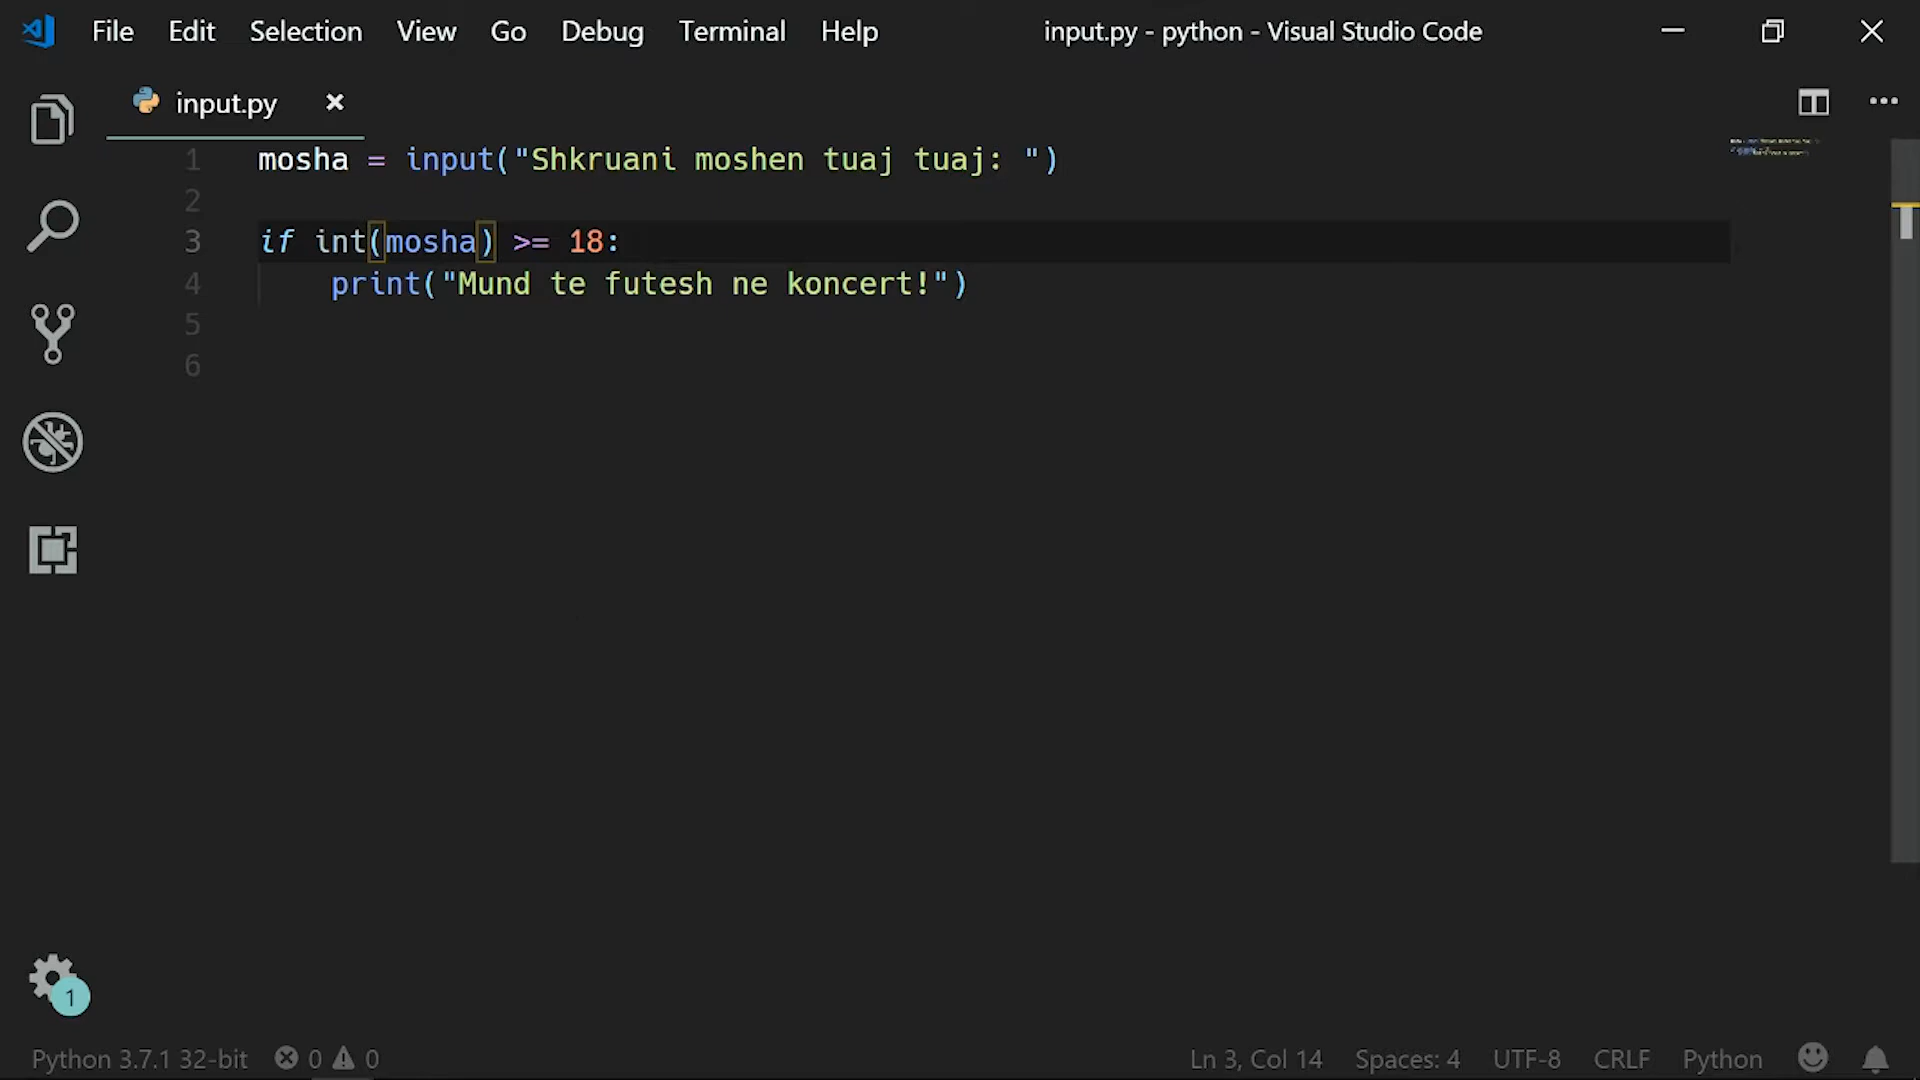 File Edit Selection View Go Debug Terminal Help input.py - python - Visual Studio Code
input.py
1 mosha = input("Shkruani moshen tuaj tuaj: ")
2
3 if int(mosha) >= 18:
4     print("Mund te futesh ne koncert!")
5
6
1
Python 3.7.1 32-bit 0 0 Ln 3, Col 14 Spaces: 4 UTF-8 CRLF Python